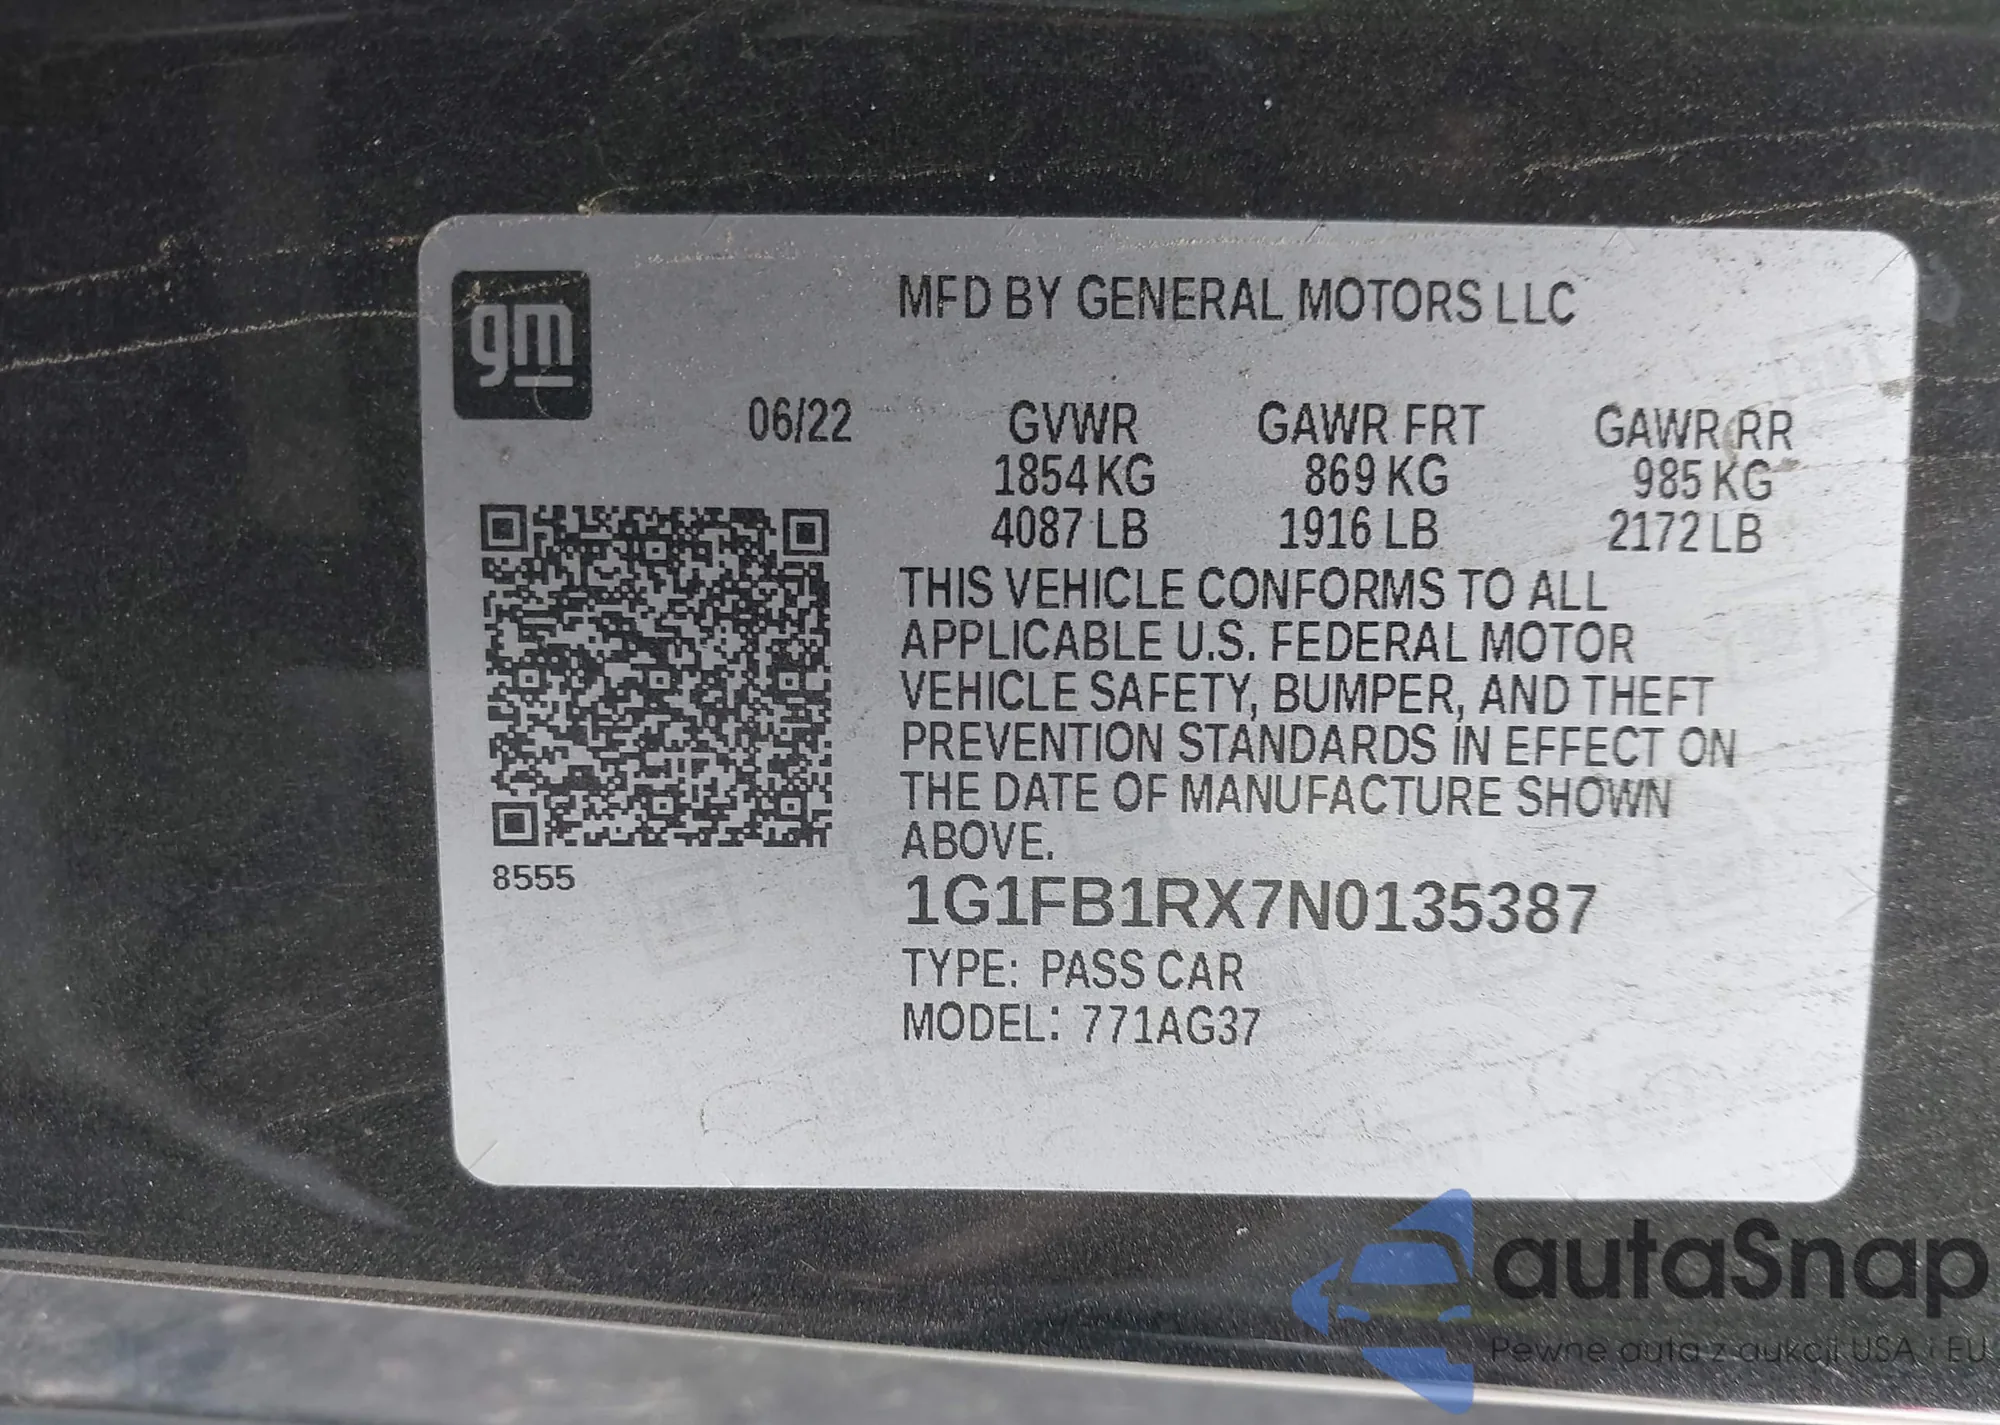 gm
MFD BY GENERAL MOTORS LLC
06/22 GVWR GAWR FRT GAWR RR
1854 KG 869 KG 985 KG
4087 LB 1916 LB 2172 LB
THIS VEHICLE CONFORMS TO ALL
APPLICABLE U.S. FEDERAL MOTOR
VEHICLE SAFETY, BUMPER, AND THEFT
PREVENTION STANDARDS IN EFFECT ON
THE DATE OF MANUFACTURE SHOWN
ABOVE.
8555
1G1FB1RX7N0135387
TYPE: PASS CAR
MODEL: 771AG37
autaSnap
Pewne auta z aukcji USA i EU